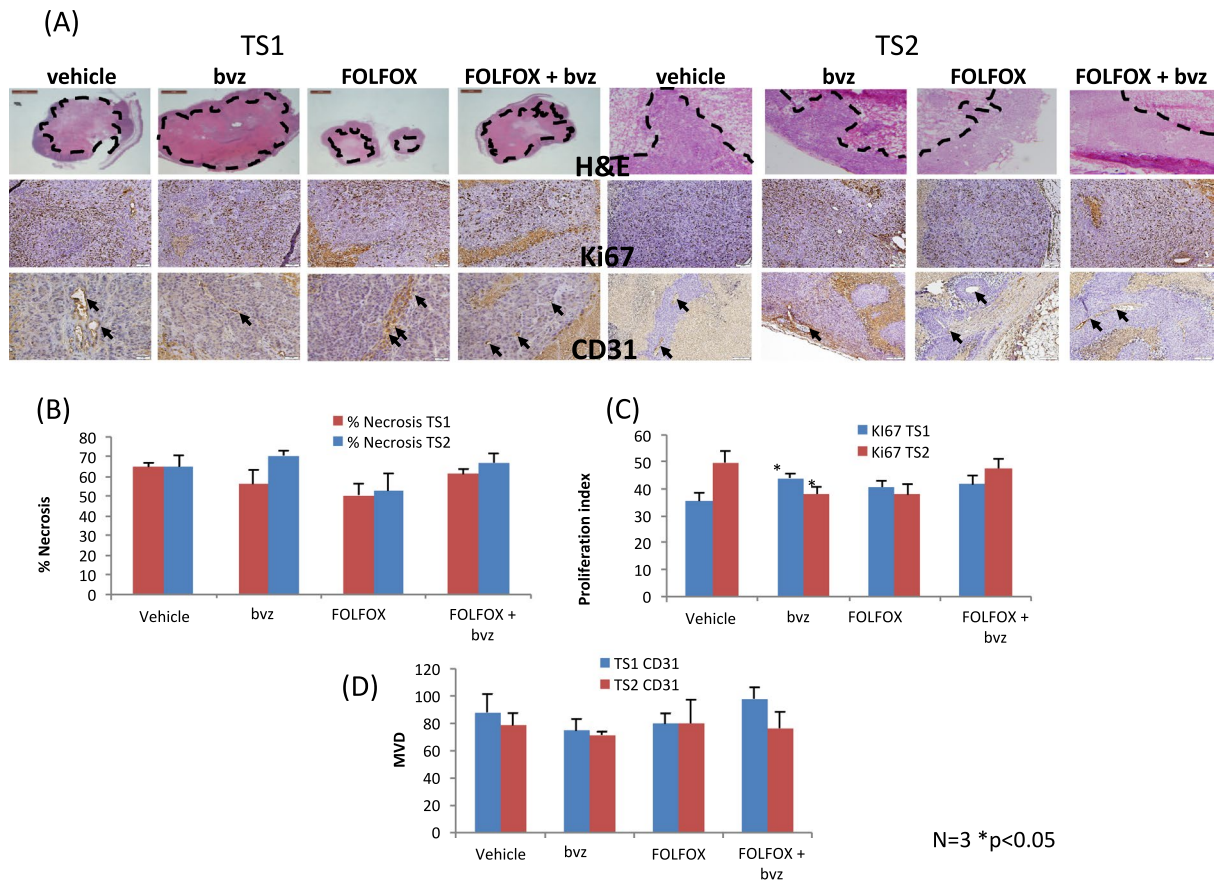 (A)
TS1
TS2
vehicle
bvz
FOLFOX
FOLFOX + bvz
vehicle
bvz
FOLFOX
FOLFOX + bvz
H&E
Ki67
CD31
(B)
% Necrosis TS1
% Necrosis TS2
80
70
60
50
40
30
20
10
0
% Necrosis
Vehicle
bvz
FOLFOX
FOLFOX +
bvz
(C)
KI67 TS1
Ki67 TS2
60
50
40
30
20
10
0
Proliferation index
*
*
Vehicle
bvz
FOLFOX
FOLFOX +
bvz
(D)
TS1 CD31
TS2 CD31
120
100
80
60
40
20
0
MVD
Vehicle
bvz
FOLFOX
FOLFOX +
bvz
N=3 *p<0.05